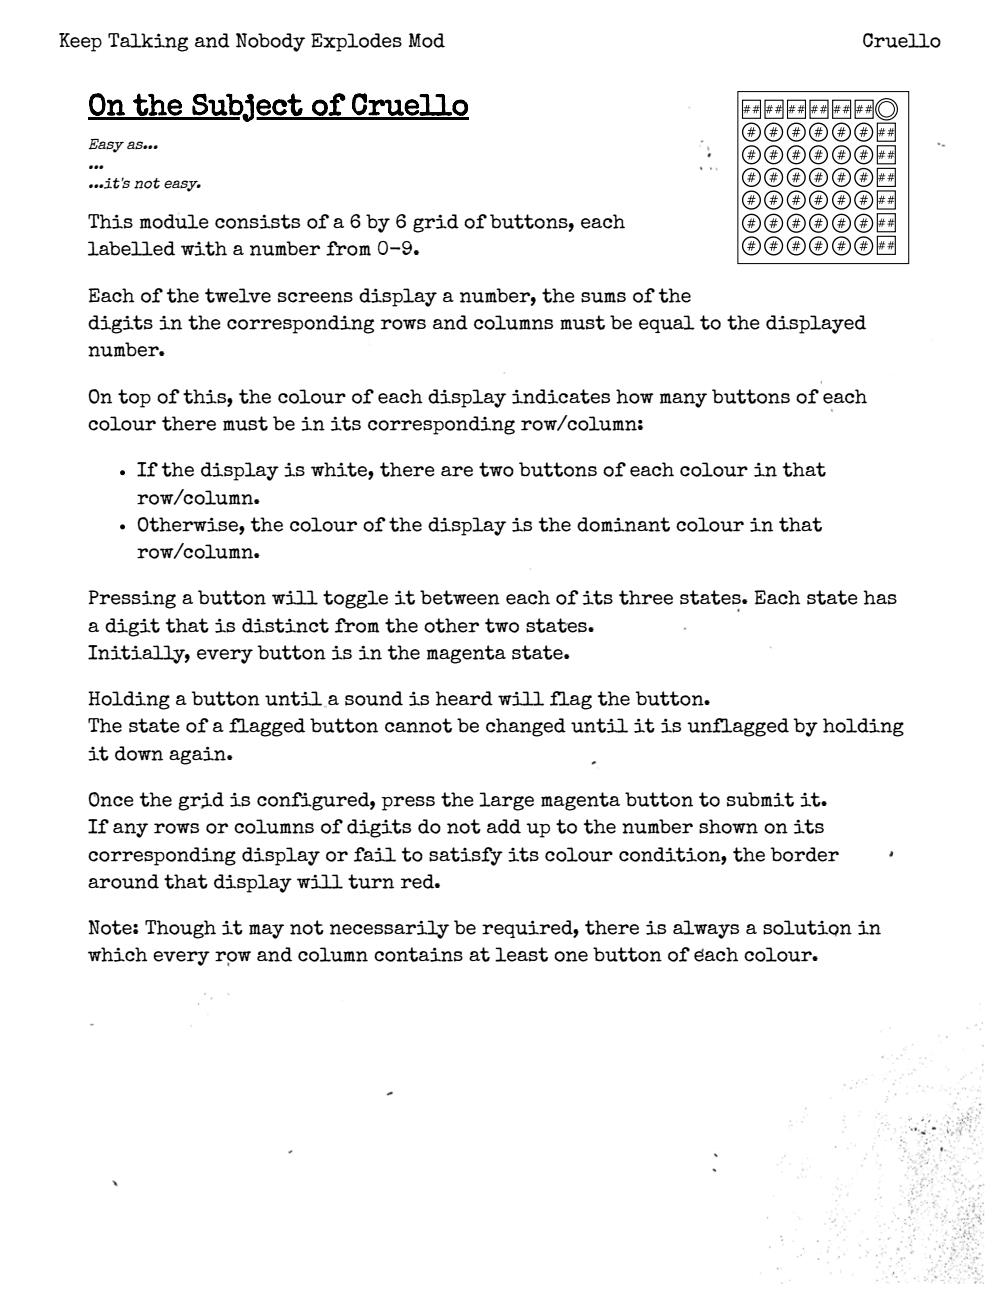 Keep Talking and Nobody Explodes Mod Cruello
On the Subject of Cruello
Easy as...
...
...it's not easy.
## ## ## ## ## ##
# # # # # # ##
# # # # # # ##
# # # # # # ##
# # # # # # ##
# # # # # # ##
# # # # # # ##
This module consists of a 6 by 6 grid of buttons, each
labelled with a number from 0-9.
Each of the twelve screens display a number, the sums of the
digits in the corresponding rows and columns must be equal to the displayed
number.
On top of this, the colour of each display indicates how many buttons of each
colour there must be in its corresponding row/column:
• If the display is white, there are two buttons of each colour in that
row/column.
• Otherwise, the colour of the display is the dominant colour in that
row/column.
Pressing a button will toggle it between each of its three states. Each state has
a digit that is distinct from the other two states.
Initially, every button is in the magenta state.
Holding a button until a sound is heard will flag the button.
The state of a flagged button cannot be changed until it is unflagged by holding
it down again.
Once the grid is configured, press the large magenta button to submit it.
If any rows or columns of digits do not add up to the number shown on its
corresponding display or fail to satisfy its colour condition, the border
around that display will turn red.
Note: Though it may not necessarily be required, there is always a solution in
which every row and column contains at least one button of each colour.